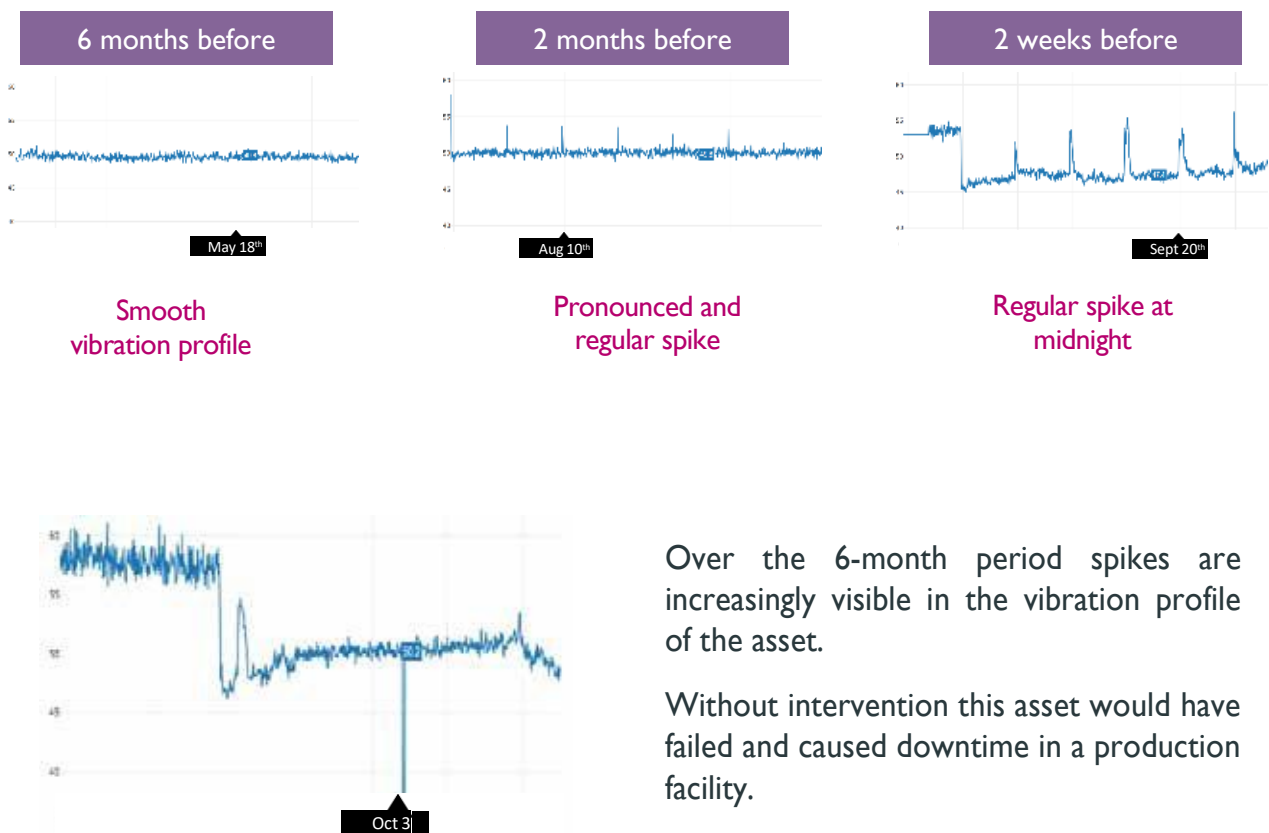 6 months before
2 months before
2 weeks before
May 18th
Aug 10th
Sept 20th
Smooth
vibration profile
Pronounced and
regular spike
Regular spike at
midnight
Over the 6-month period spikes are
increasingly visible in the vibration profile
of the asset.
Without intervention this asset would have
failed and caused downtime in a production
facility.
Oct 3